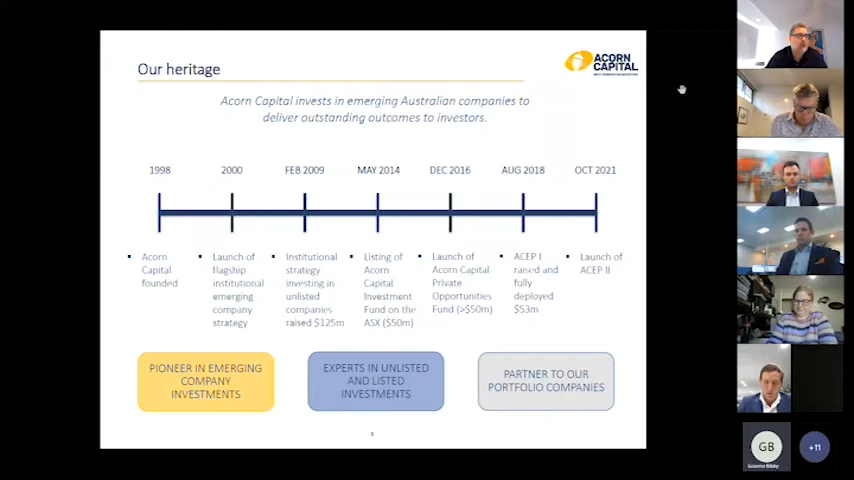 Our heritage
ACORN
CAPITAL
Acorn Capital invests in emerging Australian companies to
deliver outstanding outcomes to investors.
1998
2000
FEB 2009
MAY 2014
DEC 2016
AUG 2018
OCT 2021
▪ Acorn
Capital
founded
▪ Launch of
flagship
institutional
emerging
company
strategy
▪ Institutional
strategy
investing in
unlisted
companies
raised $125m
▪ Listing of
Acorn
Capital
Investment
Fund on the
ASX ($50m)
▪ Launch of
Acorn Capital
Private
Opportunities
Fund (>$50m)
▪ ACEP I
raised and
fully
deployed
$53m
▪ Launch of
ACEP II
PIONEER IN EMERGING
COMPANY
INVESTMENTS
EXPERTS IN UNLISTED
AND LISTED
INVESTMENTS
PARTNER TO OUR
PORTFOLIO COMPANIES
3
GB
Graeme Bibby
+11